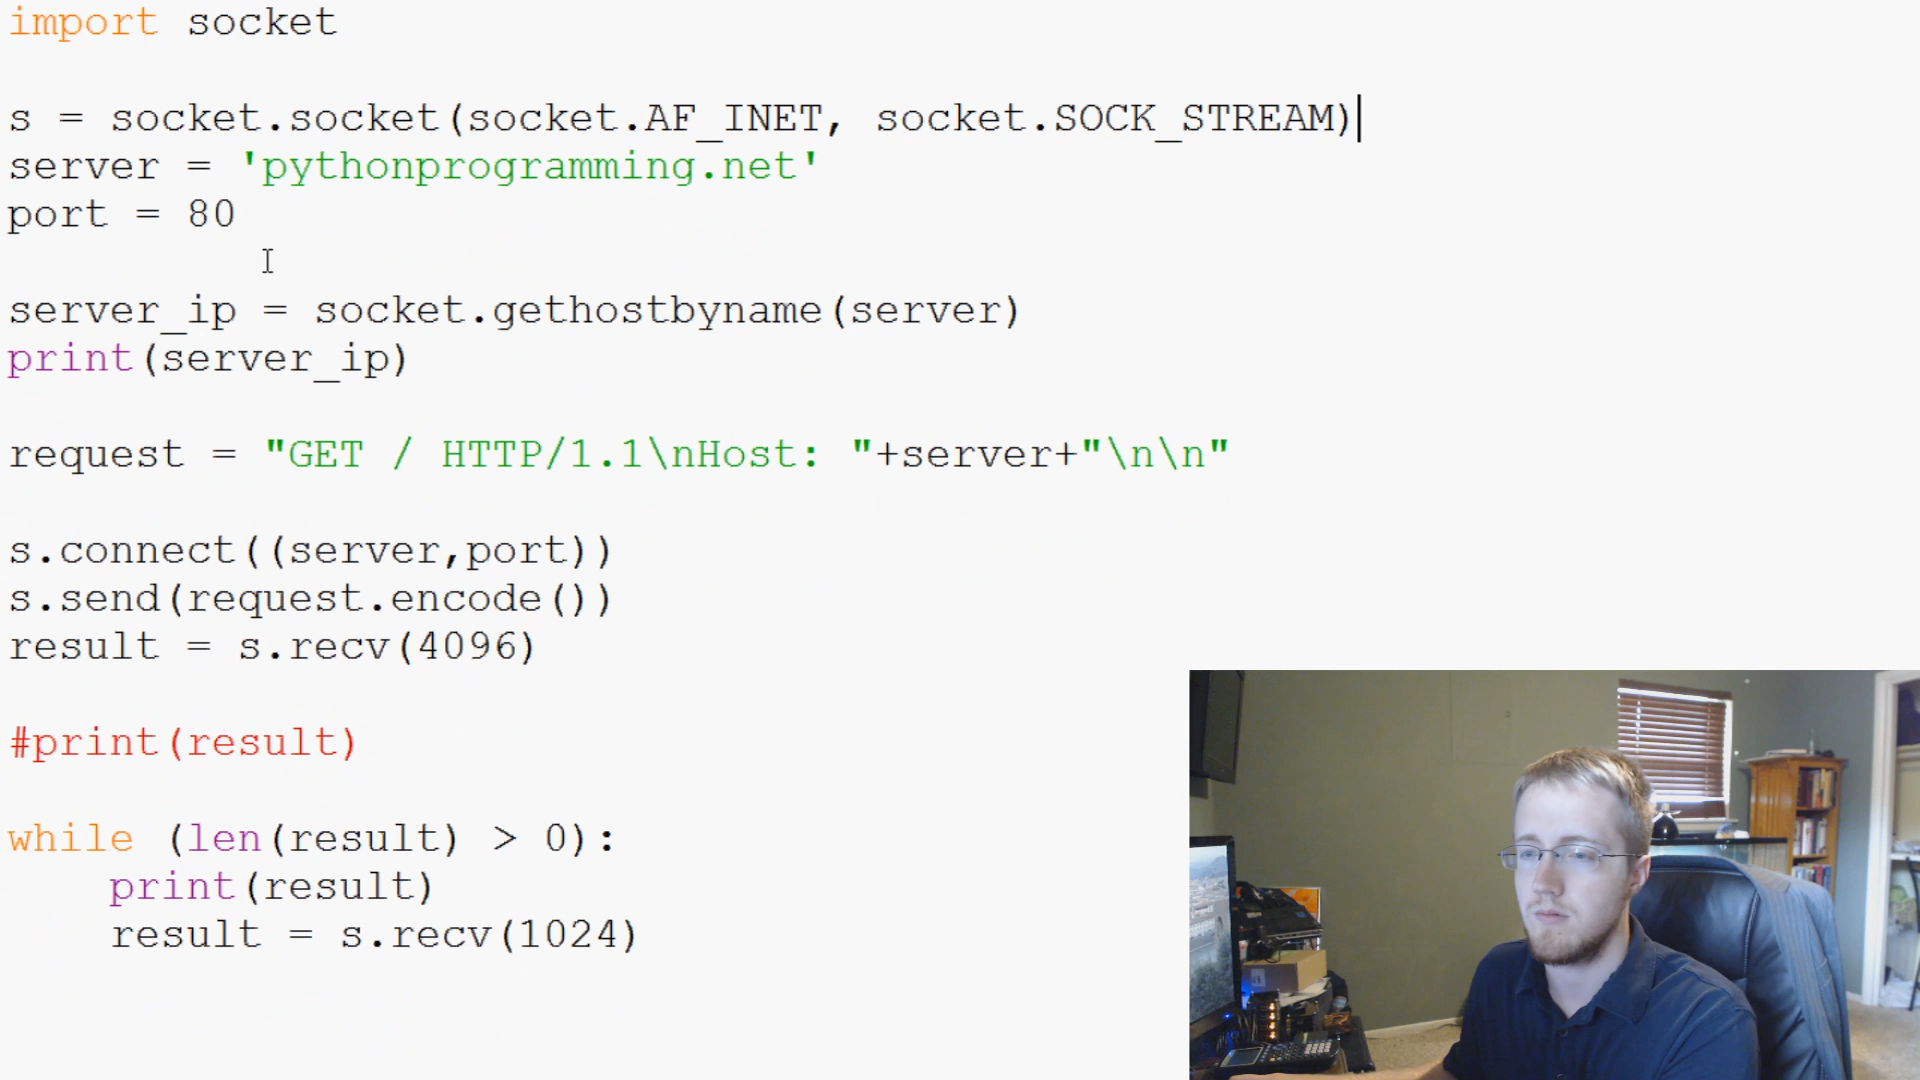 import socket
s = socket.socket(socket.AF_INET, socket.SOCK_STREAM)
server = 'pythonprogramming.net'
port = 80
server_ip = socket.gethostbyname(server)
print(server_ip)
request = "GET / HTTP/1.1\nHost: "+server+"\n\n"
s.connect((server,port))
s.send(request.encode())
result = s.recv(4096)
#print(result)
while (len(result) > 0):
    print(result)
    result = s.recv(1024)